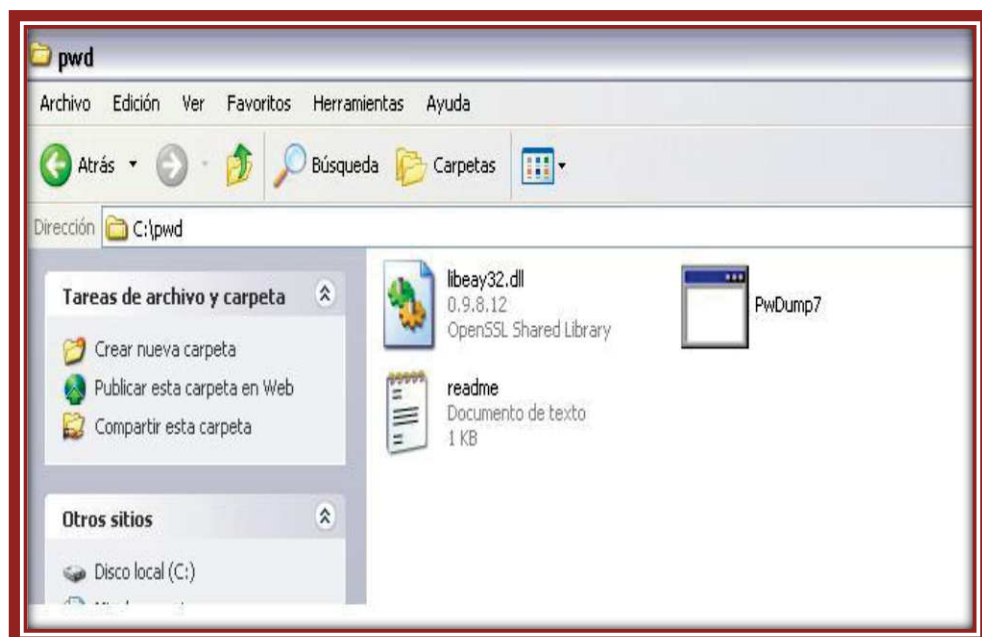 pwd
Archivo Edición Ver Favoritos Herramientas Ayuda
Atrás Búsqueda Carpetas
Dirección C:\pwd
Tareas de archivo y carpeta
Crear nueva carpeta
Publicar esta carpeta en Web
Compartir esta carpeta
Otros sitios
Disco local (C:)
libeay32.dll
0.9.8.12
OpenSSL Shared Library
PwDump7
readme
Documento de texto
1 KB